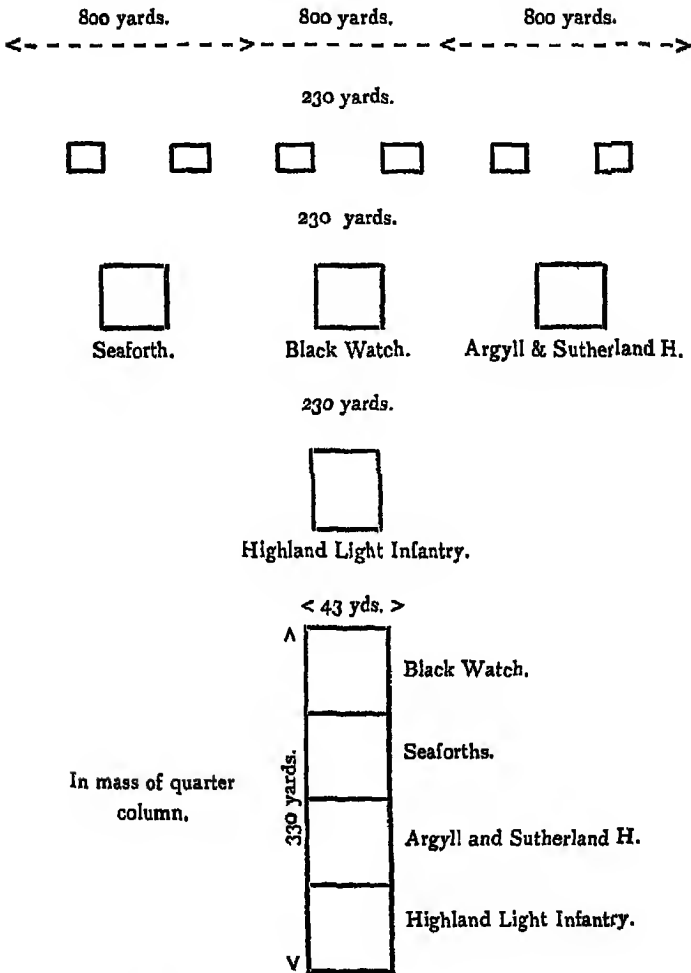 800 yards. 800 yards. 800 yards.
230 yards.
230 yards.
Seaforth. Black Watch. Argyll & Sutherland H.
230 yards.
Highland Light Infantry.
< 43 yds. >
Black Watch.
Seaforths.
In mass of quarter
column.
330 yards.
Argyll and Sutherland H.
Highland Light Infantry.